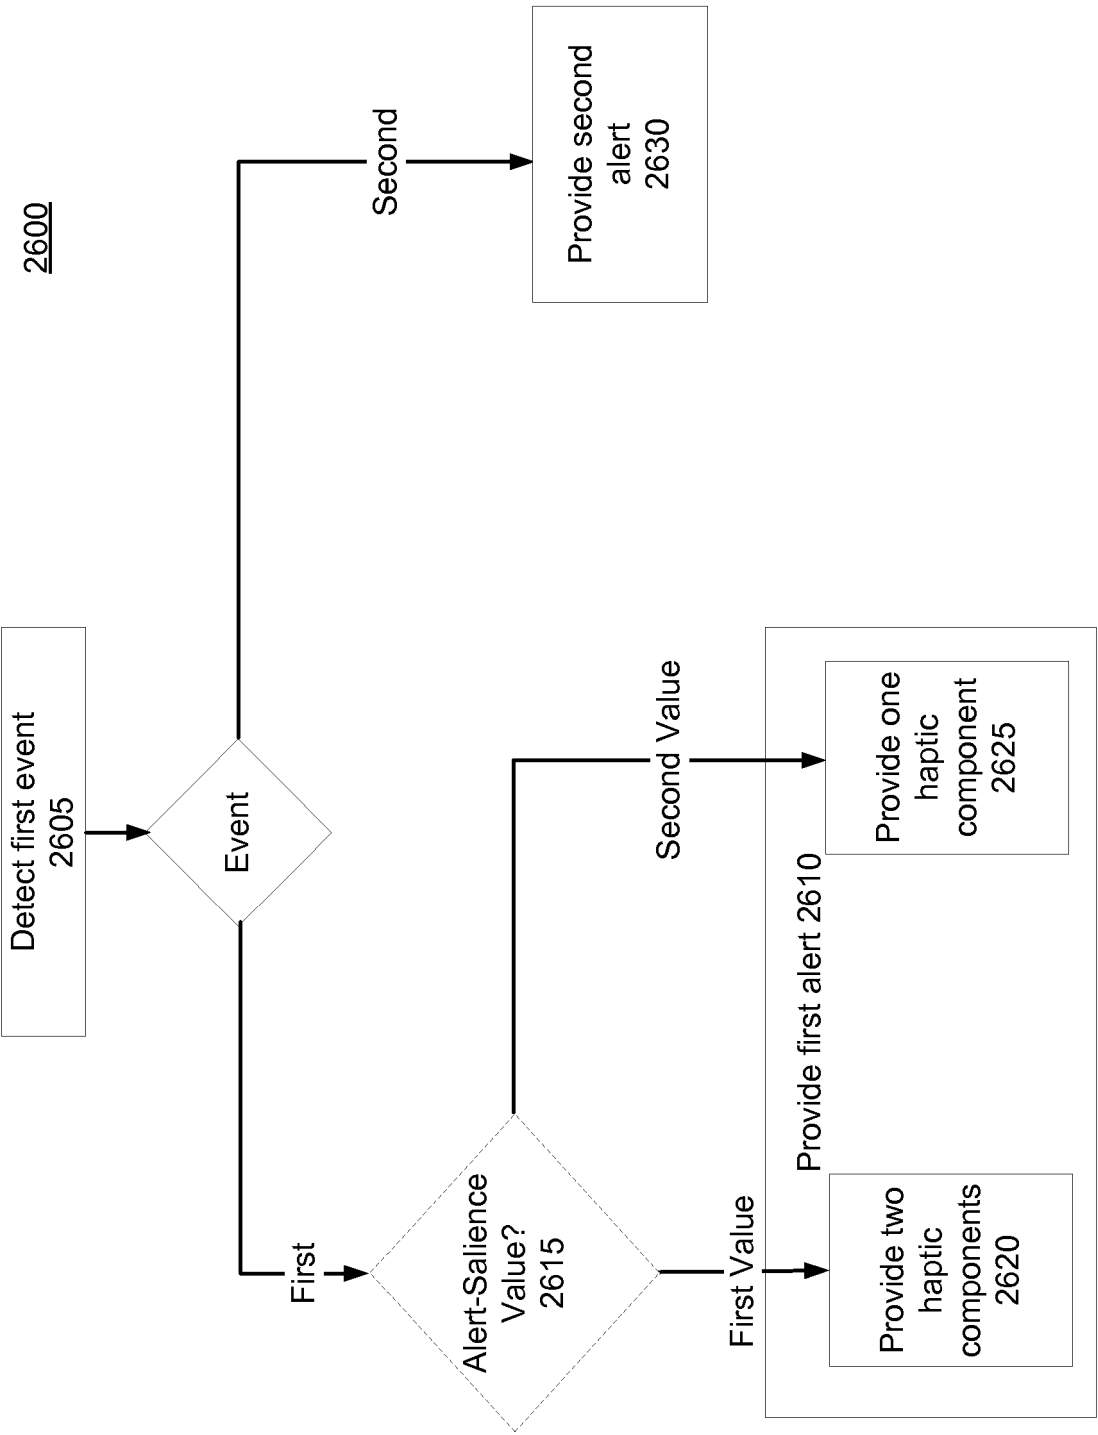 2600
Detect first event
2605
Event
First
Second
Alert-Salience
Value?
2615
Provide second
alert
2630
First Value
Second Value
Provide first alert 2610
Provide two
haptic
components
2620
Provide one
haptic
component
2625